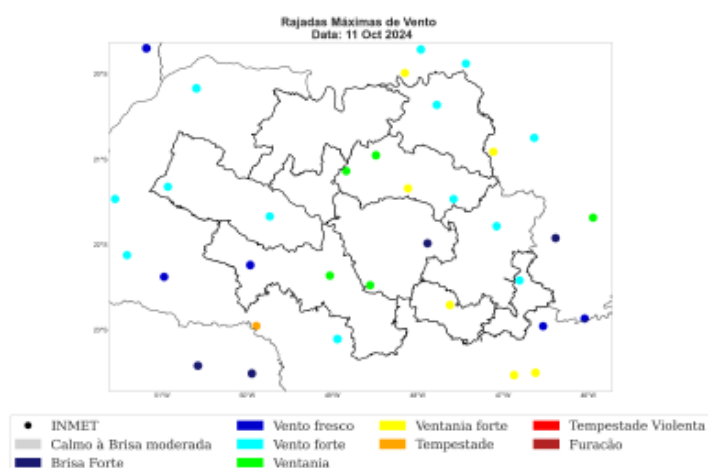 Rajadas Máximas de Vento
Data: 11 Oct 2024
INMET
Calmo à Brisa moderada
Brisa Forte
Vento fresco
Vento forte
Ventania
Ventania forte
Tempestade
Tempestade Violenta
Furacão